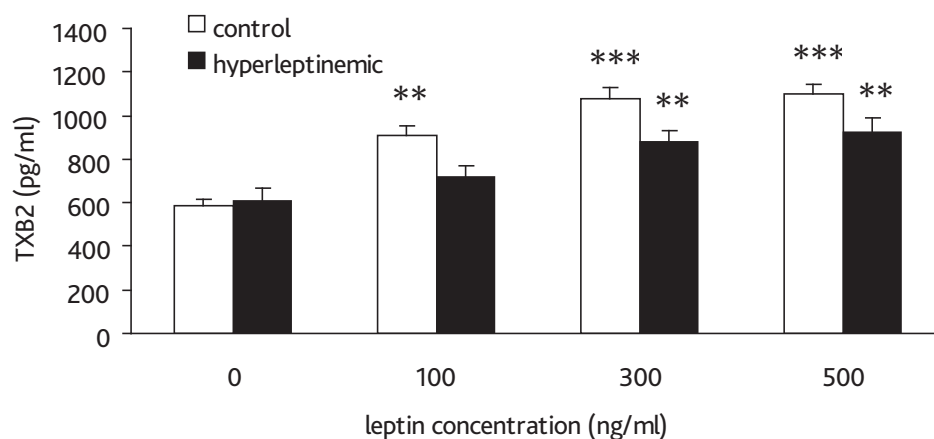 1400
1200
1000
800
600
400
200
0
TXB2 (pg/ml)
control
hyperleptinemic
**
***
**
***
**
0 100 300 500
leptin concentration (ng/ml)